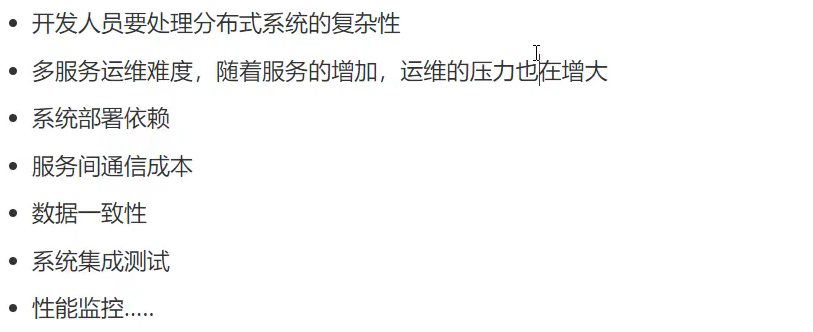 开发人员要处理分布式系统的复杂性
多服务运维难度，随着服务的增加，运维的压力也在增大
系统部署依赖
服务间通信成本
数据一致性
系统集成测试
性能监控.....